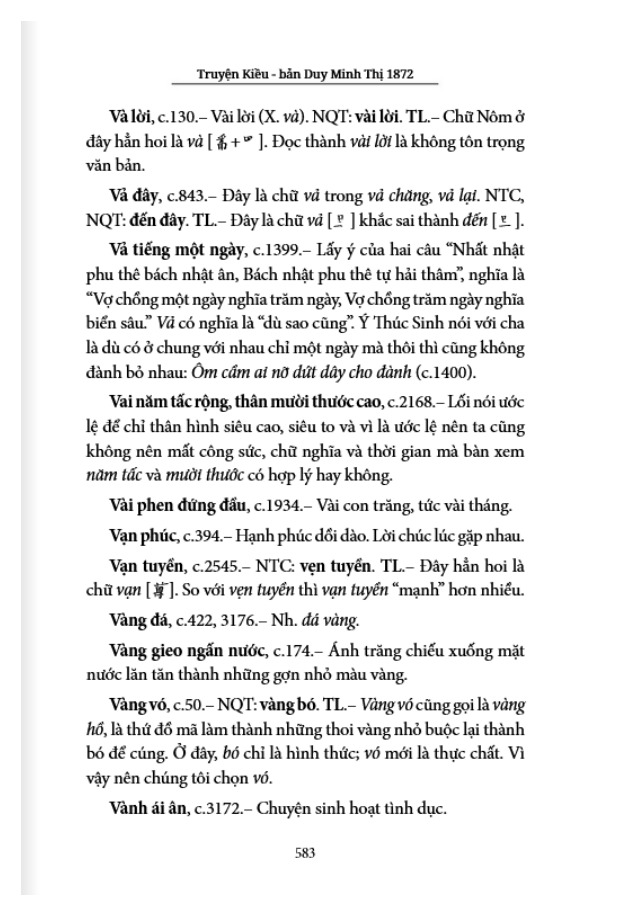 Truyện Kiều - bản Duy Minh Thị 1872
Và lời, c.130.– Vài lời (X. và). NQT: vài lời. TL.– Chữ Nôm ở
đây hẳn hoi là và [ + ]. Đọc thành vài lời là không tôn trọng
văn bản.
Vả đây, c.843.– Đây là chữ vả trong vả chăng, vả lại. NTC,
NQT: đến đây. TL.– Đây là chữ vả [ ] khắc sai thành đến [ ].
Vả tiếng một ngày, c.1399.– Lấy ý của hai câu “Nhất nhật
phu thê bách nhật ân, Bách nhật phu thê tự hải thâm”, nghĩa là
“Vợ chồng một ngày nghĩa trăm ngày, Vợ chồng trăm ngày nghĩa
biển sâu.” Vả có nghĩa là “dù sao cũng”. Ý Thúc Sinh nói với cha
là dù có ở chung với nhau chỉ một ngày mà thôi thì cũng không
đành bỏ nhau: Ôm cầm ai nỡ dứt dây cho đành (c.1400).
Vai năm tấc rộng, thân mười thước cao, c.2168.– Lối nói ước
lệ để chỉ thân hình siêu cao, siêu to và vì là ước lệ nên ta cũng
không nên mất công sức, chữ nghĩa và thời gian mà bàn xem
năm tấc và mười thước có hợp lý hay không.
Vài phen đứng đầu, c.1934.– Vài con trăng, tức vài tháng.
Vạn phúc, c.394.– Hạnh phúc dồi dào. Lời chúc lúc gặp nhau.
Vạn tuyền, c.2545.– NTC: vẹn tuyền. TL.– Đây hẳn hoi là
chữ vạn [萬]. So với vẹn tuyền thì vạn tuyền “mạnh” hơn nhiều.
Vàng đá, c.422, 3176.– Nh. đá vàng.
Vàng gieo ngấn nước, c.174.– Ánh trăng chiếu xuống mặt
nước lăn tăn thành những gợn nhỏ màu vàng.
Vàng vó, c.50.– NQT: vàng bó. TL.– Vàng vó cũng gọi là vàng
hồ, là thứ đồ mã làm thành những thoi vàng nhỏ buộc lại thành
bó để cúng. Ở đây, bó chỉ là hình thức; vó mới là thực chất. Vì
vậy nên chúng tôi chọn vó.
Vành ái ân, c.3172.– Chuyện sinh hoạt tình dục.
583